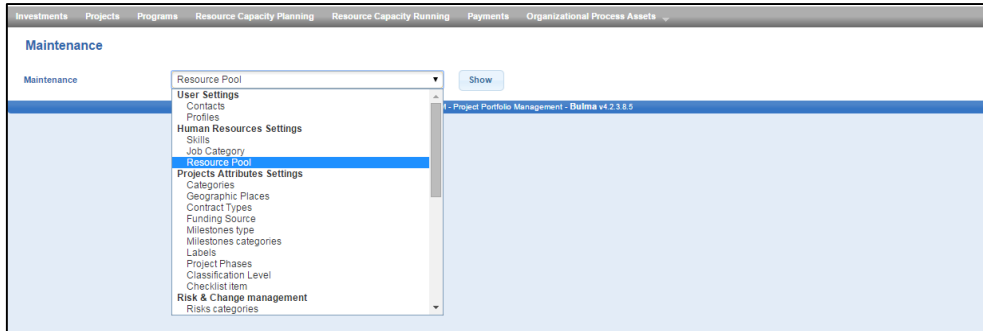 Investments Projects Programs Resource Capacity Planning Resource Capacity Running Payments Organizational Process Assets
Maintenance
Maintenance Resource Pool Show
User Settings
- Project Portfolio Management - Bulma v4.2.3.8.5
Contacts
Profiles
Human Resources Settings
Skills
Job Category
Resource Pool
Projects Attributes Settings
Categories
Geographic Places
Contract Types
Funding Source
Milestones type
Milestones categories
Labels
Project Phases
Classification Level
Checklist item
Risk & Change management
Risks categories